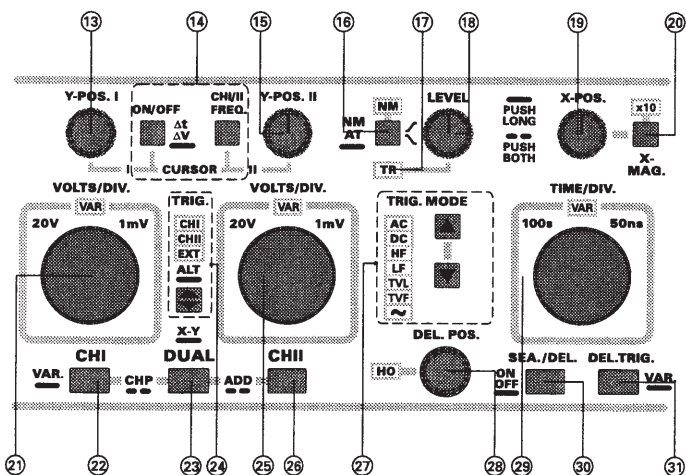 13 14 15 16 17 18 19 20
Y-POS. I
ON/OFF
Δt
ΔV
CHI/II
FREQ.
Y-POS. II
NM
AT
NM
LEVEL
TR
PUSH
LONG
PUSH
BOTH
X-POS.
x10
X-
MAG.
I CURSOR II
VOLTS/DIV.
VAR
20V 1mV
TRIG.
CHI
CHII
EXT
ALT
X-Y
VOLTS/DIV.
VAR
20V 1mV
TRIG. MODE
AC
DC
HF
LF
TVL
TVF
~
TIME/DIV.
VAR
100s 50ns
DEL. POS.
HO
CHI DUAL CHII
VAR. CHP ADD
ON
OFF
SEA./DEL. DEL.TRIG.
VAR.
21 22 23 24 25 26 27 28 29 30 31